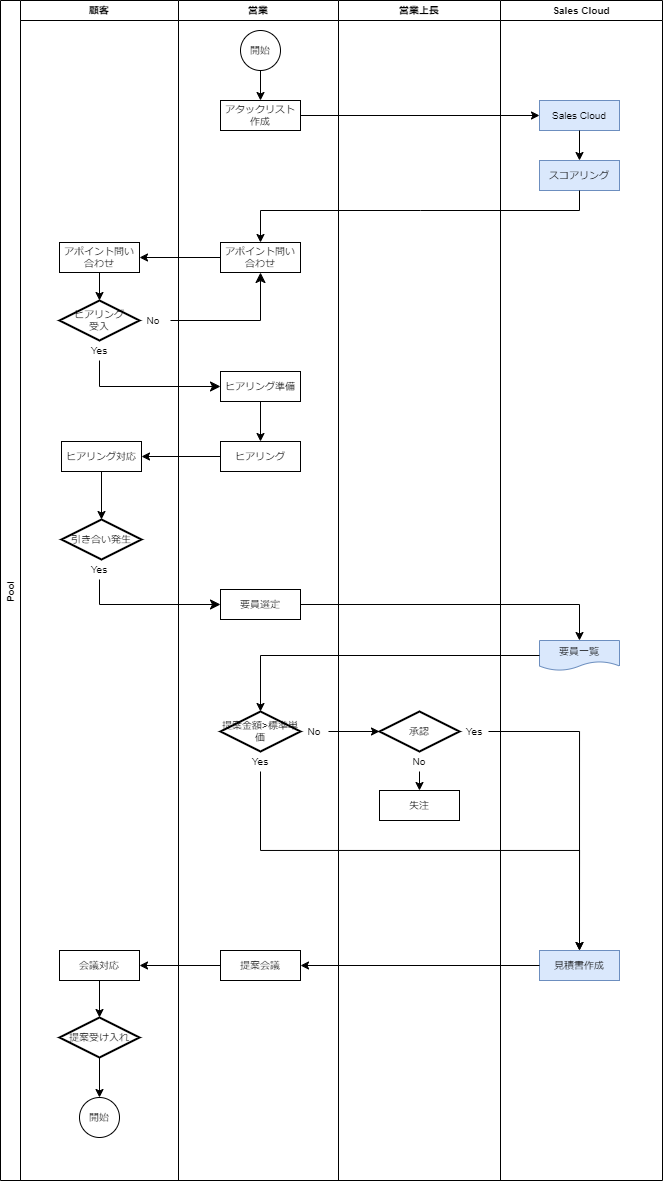 顧客
営業
営業上長
Sales Cloud
開始
アタックリスト
作成
Sales Cloud
スコアリング
アポイント問い
合わせ
アポイント問い
合わせ
ヒアリング
受入
No
Yes
ヒアリング準備
ヒアリング対応
ヒアリング
引き合い発生
Yes
Pool
要員選定
要員一覧
提案金額>標準単
価
No
承認
Yes
Yes
No
失注
会議対応
提案会議
見積書作成
提案受け入れ
開始